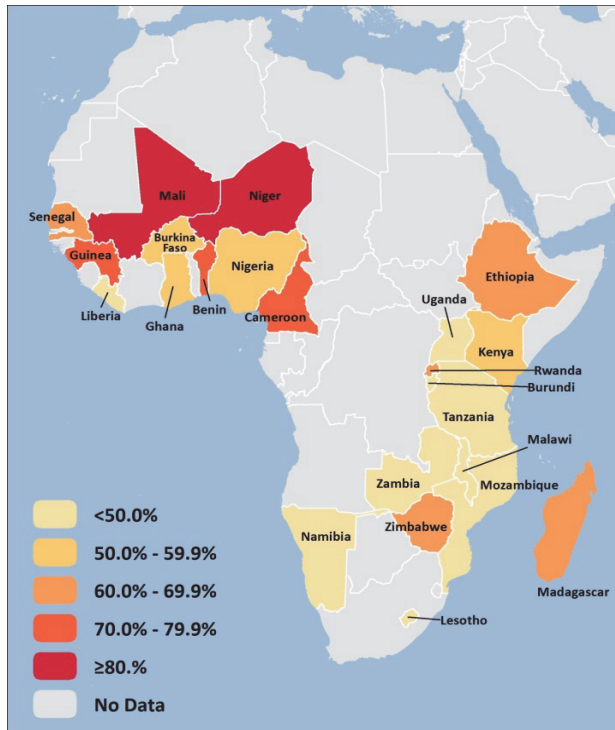 Mali
Niger
Senegal
Burkina
Faso
Guinea
Nigeria
Ethiopia
Liberia
Ghana
Benin
Cameroon
Uganda
Kenya
Rwanda
Burundi
Tanzania
Malawi
Zambia
Mozambique
Namibia
Zimbabwe
Madagascar
Lesotho
<50.0%
50.0% - 59.9%
60.0% - 69.9%
70.0% - 79.9%
≥80.%
No Data